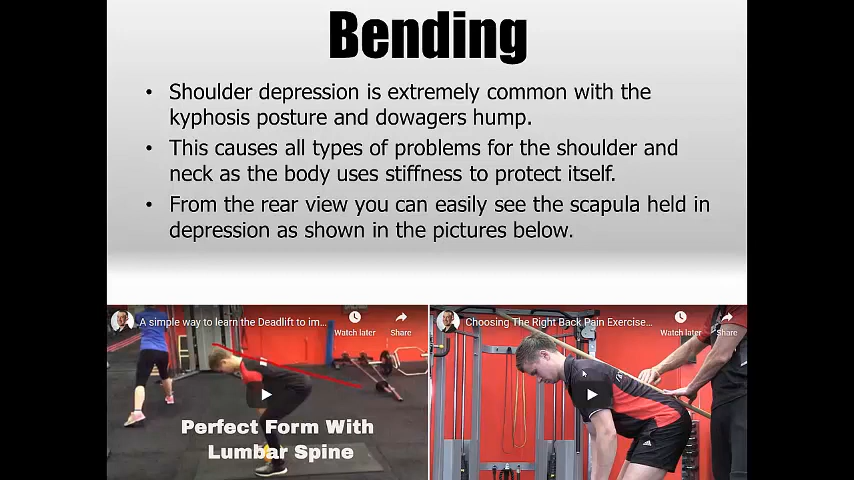 Bending
• Shoulder depression is extremely common with the
kyphosis posture and dowagers hump.
• This causes all types of problems for the shoulder and
neck as the body uses stiffness to protect itself.
• From the rear view you can easily see the scapula held in
depression as shown in the pictures below.
A simple way to learn the Deadlift to im...
Watch later
Share
Choosing The Right Back Pain Exercise...
Watch later
Share
Perfect Form With
Lumbar Spine